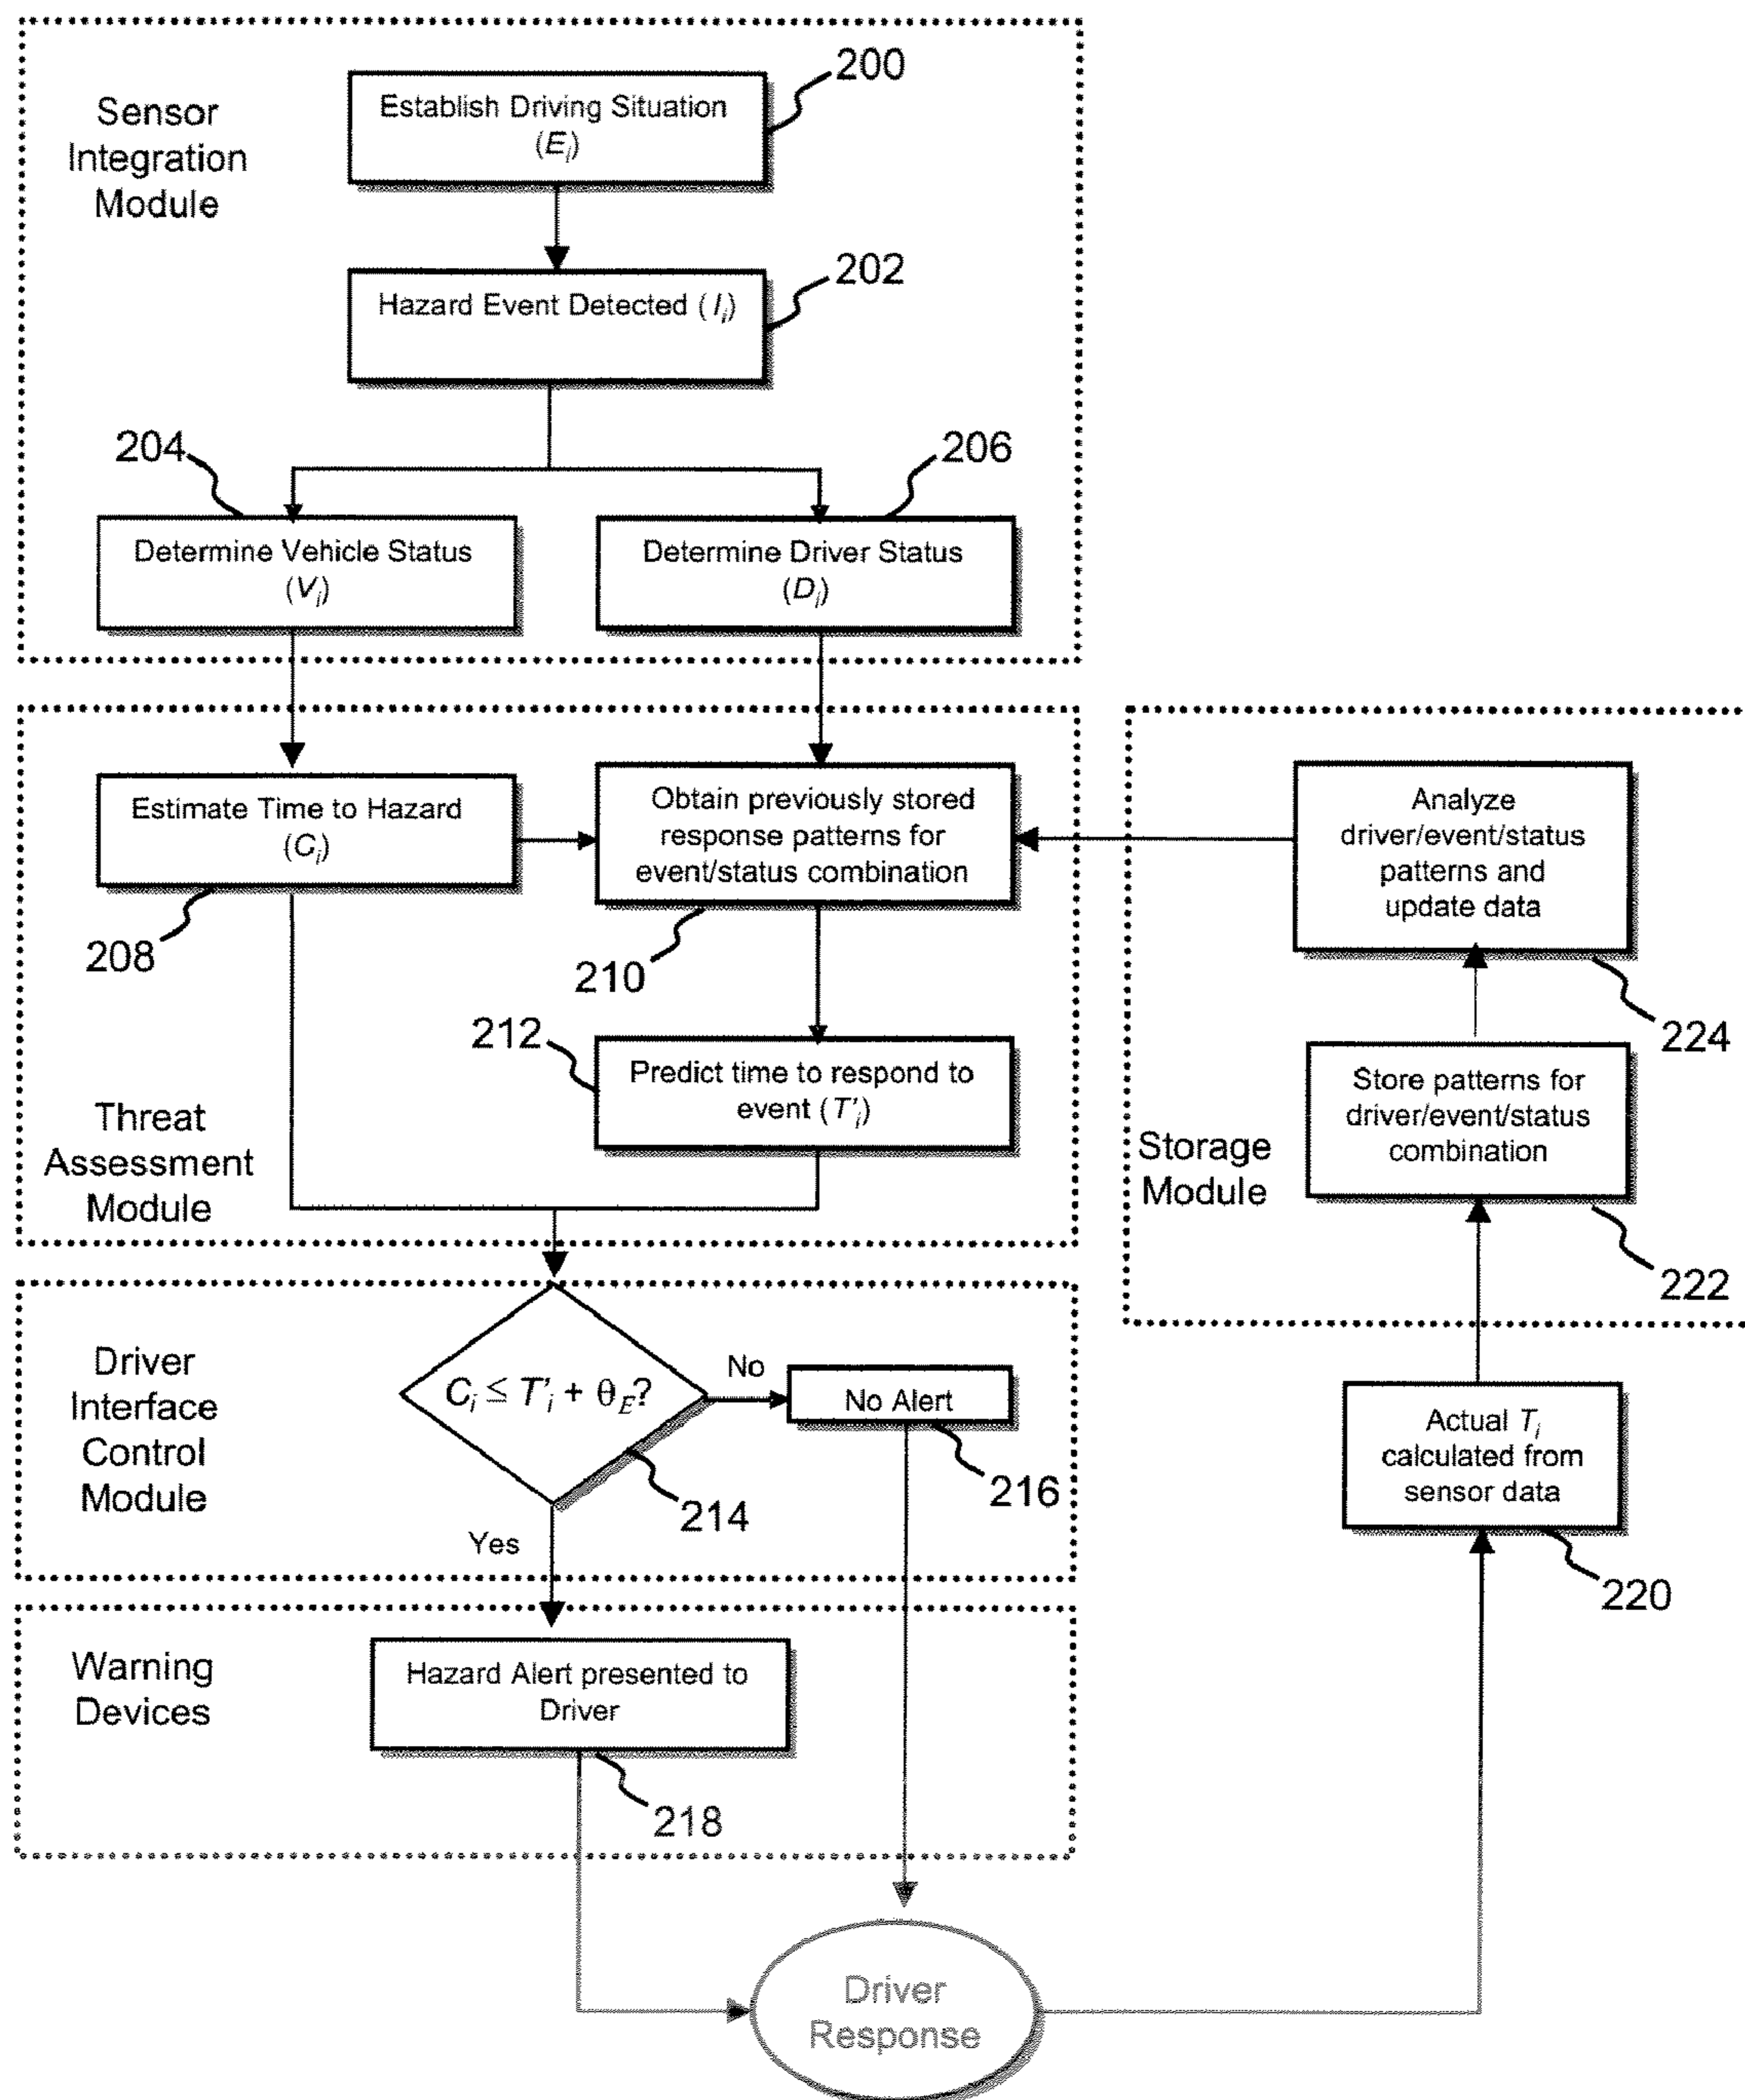 Sensor
Integration
Module
200
Establish Driving Situation
(Ei)
202
Hazard Event Detected (Ii)
204
206
Determine Vehicle Status
(Vi)
Determine Driver Status
(Di)
Estimate Time to Hazard
(Ci)
208
Obtain previously stored
response patterns for
event/status combination
210
212
Predict time to respond to
event (T'i)
Threat
Assessment
Module
Analyze
driver/event/status
patterns and
update data
224
Store patterns for
driver/event/status
combination
222
Storage
Module
Driver
Interface
Control
Module
Ci ≤ T'i + θE?
No
No Alert
216
214
Yes
Actual Ti
calculated from
sensor data
220
Warning
Devices
Hazard Alert presented to
Driver
218
Driver
Response